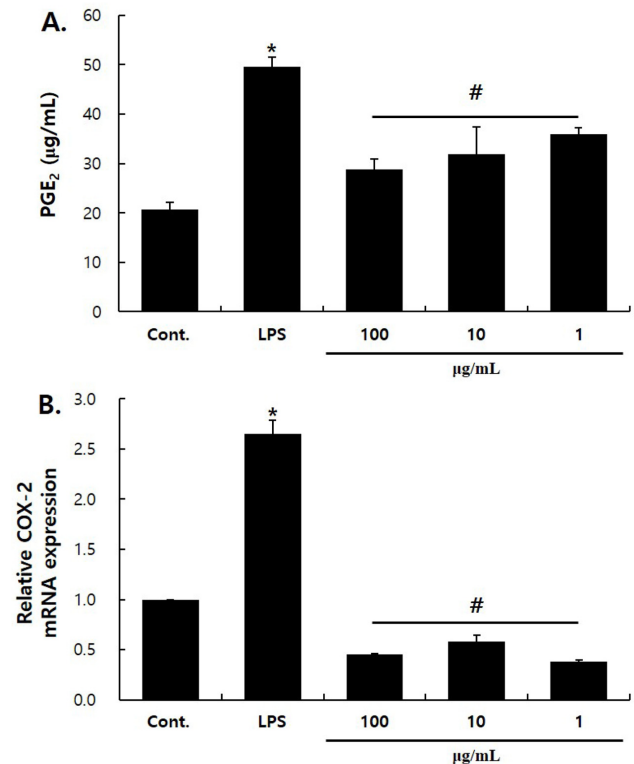 A.
PGE₂ (μg/mL)
60
50
40
30
20
10
0
*
#
Cont. LPS 100 10 1
μg/mL
B.
Relative COX-2
mRNA expression
3.0
2.5
2.0
1.5
1.0
0.5
0.0
*
#
Cont. LPS 100 10 1
μg/mL